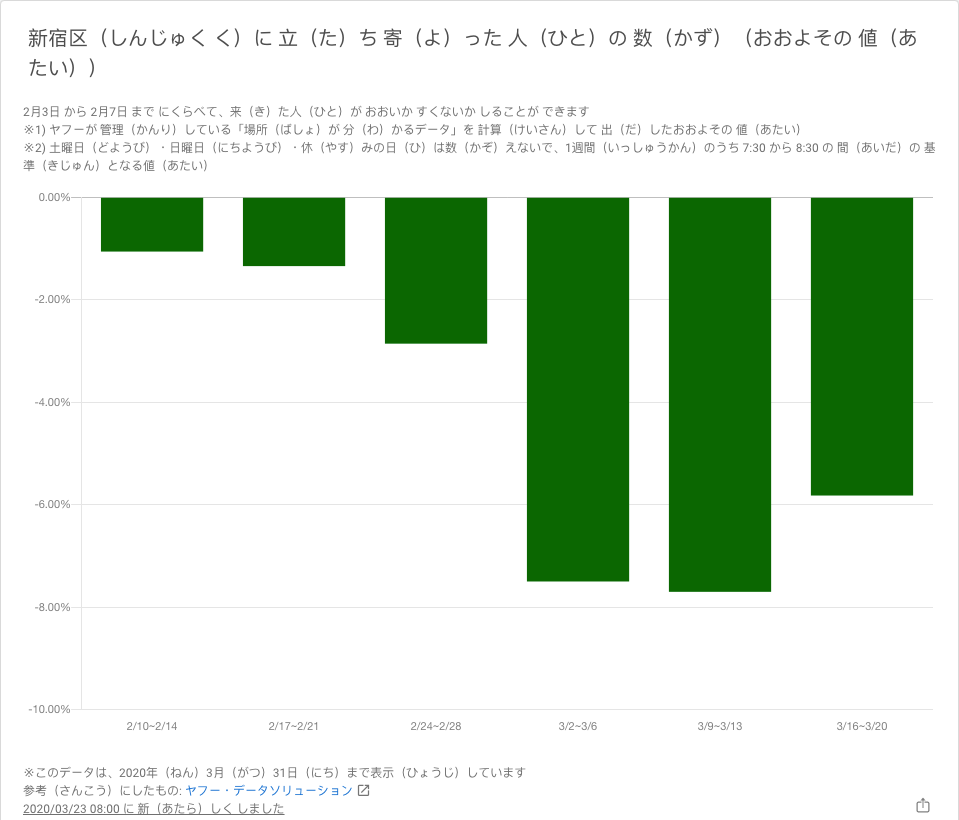 新宿区（しんじゅく く）に 立（た）ち 寄（よ）った 人（ひと）の 数（かず）（おおよその 値（あ
たい））
2月3日 から 2月7日 まで にくらべて、来（き）た人（ひと）が おおいか すくないか しることが できます
※1) ヤフーが 管理（かんり）している「場所（ばしょ）が 分（わ）かるデータ」を 計算（けいさん）して 出（だ）したおおよその 値（あたい）
※2) 土曜日（どようび）・日曜日（にちようび）・休（やす）みの日（ひ）は数（かぞ）えないで、1週間（いっしゅうかん）のうち 7:30 から 8:30 の 間（あいだ）の 基
準（きじゅん）となる値（あたい）
0.00%
-2.00%
-4.00%
-6.00%
-8.00%
-10.00%
2/10~2/14 2/17~2/21 2/24~2/28 3/2~3/6 3/9~3/13 3/16~3/20
※このデータは、2020年（ねん）3月（がつ）31日（にち）まで表示（ひょうじ）しています
参考（さんこう）にしたもの: ヤフー・データソリューション
2020/03/23 08:00 に 新（あたら）しく しました